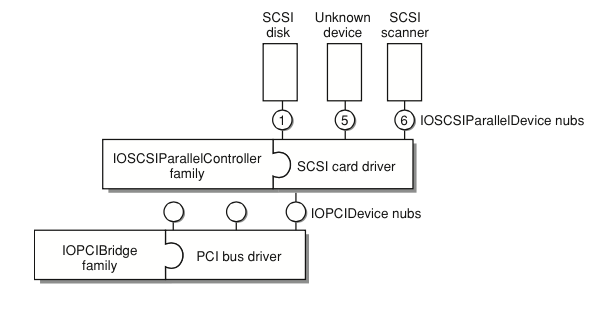 SCSI
disk
Unknown
device
SCSI
scanner
1
5
6
IOSCSIParallelDevice nubs
IOSCSIParallelController
family
SCSI card driver
IOPCIDevice nubs
IOPCIBridge
family
PCI bus driver